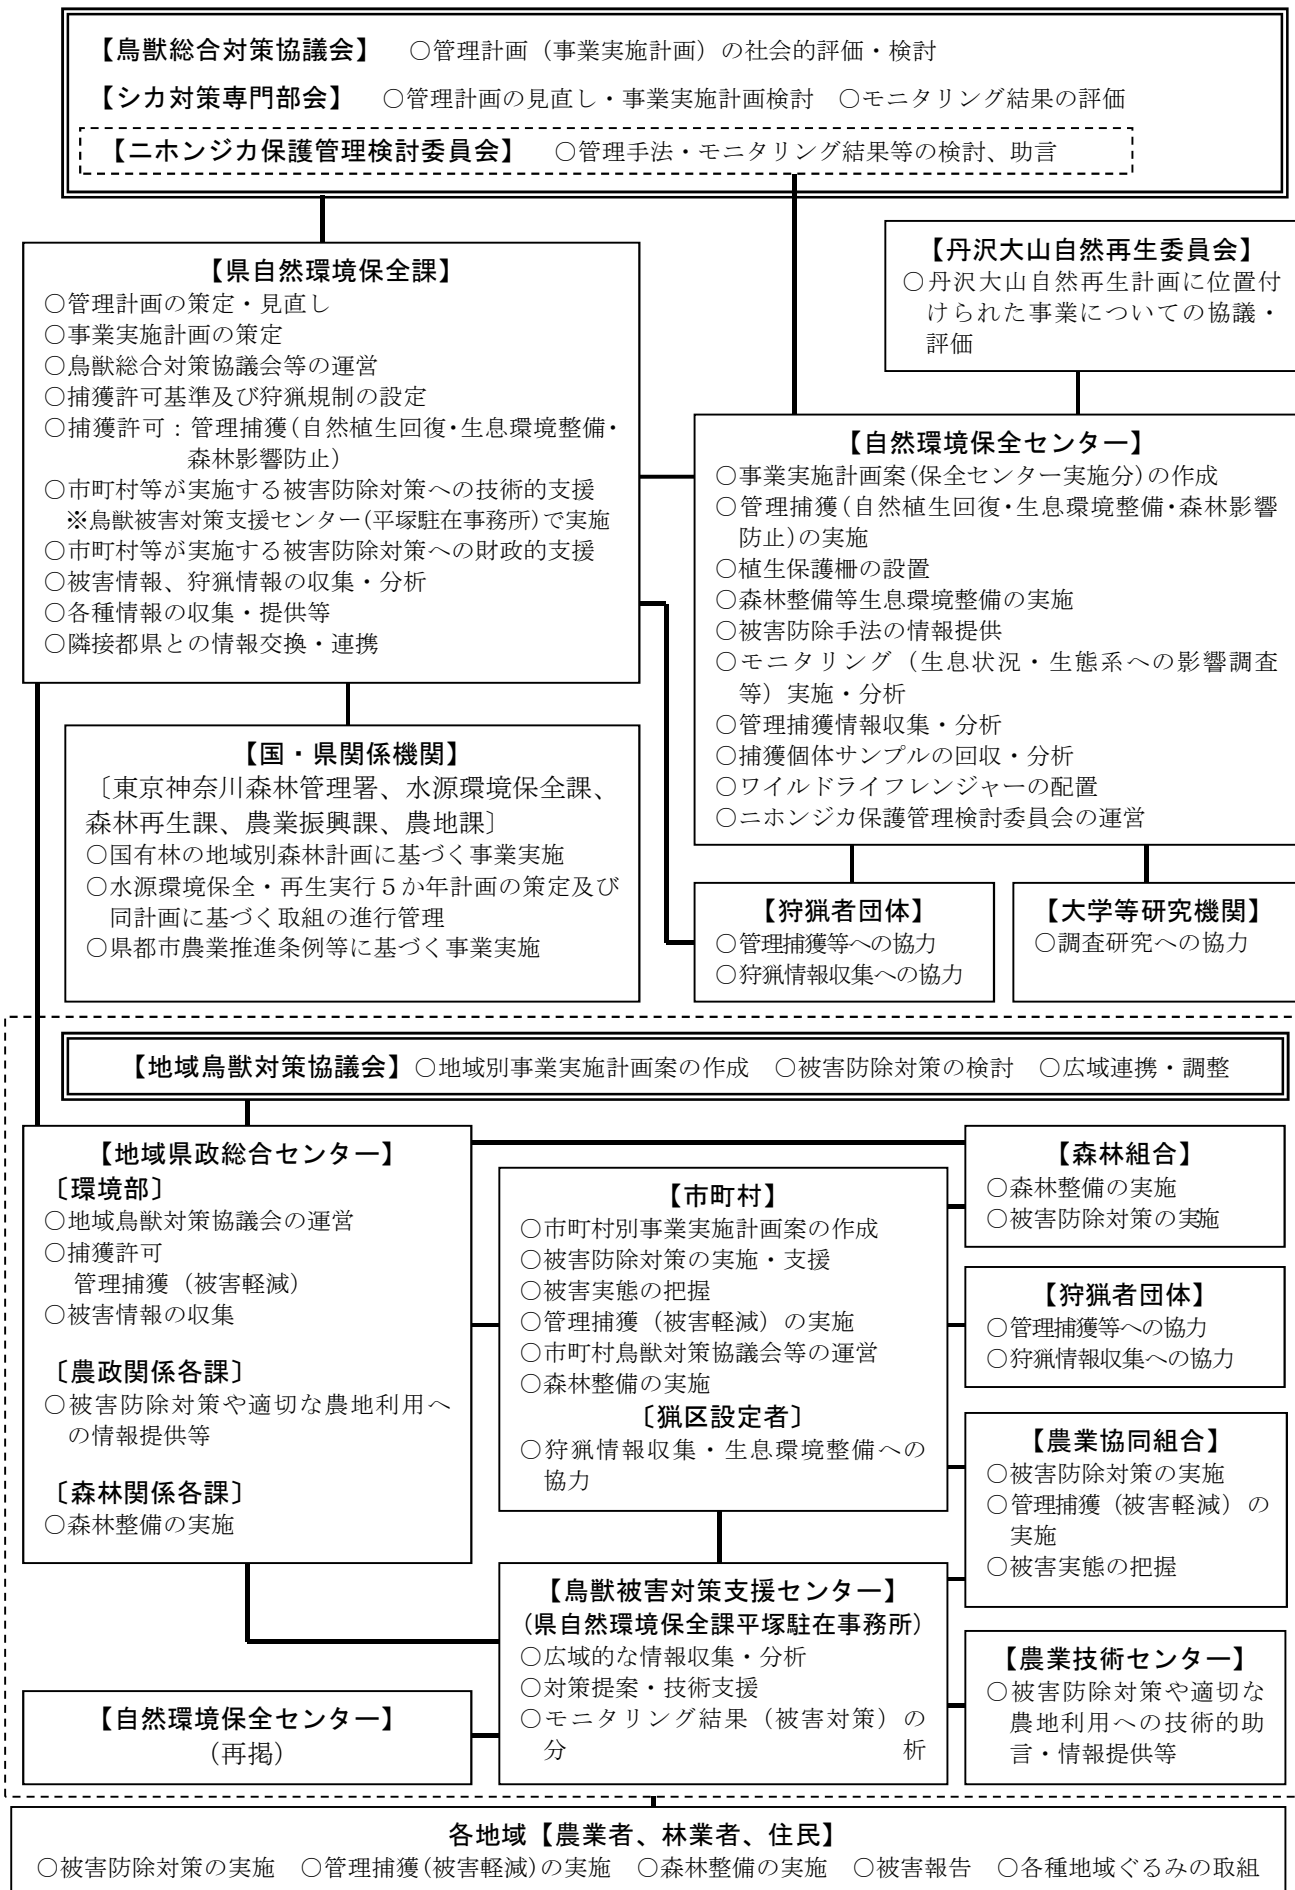 【鳥獣総合対策協議会】 ○管理計画（事業実施計画）の社会的評価・検討
【シカ対策専門部会】 ○管理計画の見直し・事業実施計画検討 ○モニタリング結果の評価
【ニホンジカ保護管理検討委員会】 ○管理手法・モニタリング結果等の検討、助言
【県自然環境保全課】
○管理計画の策定・見直し
○事業実施計画の策定
○鳥獣総合対策協議会等の運営
○捕獲許可基準及び狩猟規制の設定
○捕獲許可：管理捕獲(自然植生回復・生息環境整備・
森林影響防止)
○市町村等が実施する被害防除対策への技術的支援
※鳥獣被害対策支援センター(平塚駐在事務所)で実施
○市町村等が実施する被害防除対策への財政的支援
○被害情報、狩猟情報の収集・分析
○各種情報の収集・提供等
○隣接都県との情報交換・連携
【丹沢大山自然再生委員会】
○丹沢大山自然再生計画に位置付
けられた事業についての協議・
評価
【自然環境保全センター】
○事業実施計画案(保全センター実施分)の作成
○管理捕獲(自然植生回復・生息環境整備・森林影響
防止)の実施
○植生保護柵の設置
○森林整備等生息環境整備の実施
○被害防除手法の情報提供
○モニタリング（生息状況・生態系への影響調査
等）実施・分析
○管理捕獲情報収集・分析
○捕獲個体サンプルの回収・分析
○ワイルドライフレンジャーの配置
○ニホンジカ保護管理検討委員会の運営
【国・県関係機関】
〔東京神奈川森林管理署、水源環境保全課、
森林再生課、農業振興課、農地課〕
○国有林の地域別森林計画に基づく事業実施
○水源環境保全・再生実行５か年計画の策定及び
同計画に基づく取組の進行管理
○県都市農業推進条例等に基づく事業実施
【狩猟者団体】
○管理捕獲等への協力
○狩猟情報収集への協力
【大学等研究機関】
○調査研究への協力
【地域鳥獣対策協議会】○地域別事業実施計画案の作成 ○被害防除対策の検討 ○広域連携・調整
【地域県政総合センター】
〔環境部〕
○地域鳥獣対策協議会の運営
○捕獲許可
管理捕獲（被害軽減）
○被害情報の収集
〔農政関係各課〕
○被害防除対策や適切な農地利用へ
の情報提供等
〔森林関係各課〕
○森林整備の実施
【市町村】
○市町村別事業実施計画案の作成
○被害防除対策の実施・支援
○被害実態の把握
○管理捕獲（被害軽減）の実施
○市町村鳥獣対策協議会等の運営
○森林整備の実施
〔猟区設定者〕
○狩猟情報収集・生息環境整備への
協力
【森林組合】
○森林整備の実施
○被害防除対策の実施
【狩猟者団体】
○管理捕獲等への協力
○狩猟情報収集への協力
【農業協同組合】
○被害防除対策の実施
○管理捕獲（被害軽減）の
実施
○被害実態の把握
【鳥獣被害対策支援センター】
(県自然環境保全課平塚駐在事務所)
○広域的な情報収集・分析
○対策提案・技術支援
○モニタリング結果（被害対策）の
分析
【農業技術センター】
○被害防除対策や適切な
農地利用への技術的助
言・情報提供等
【自然環境保全センター】
(再掲)
各地域【農業者、林業者、住民】
○被害防除対策の実施 ○管理捕獲(被害軽減)の実施 ○森林整備の実施 ○被害報告 ○各種地域ぐるみの取組